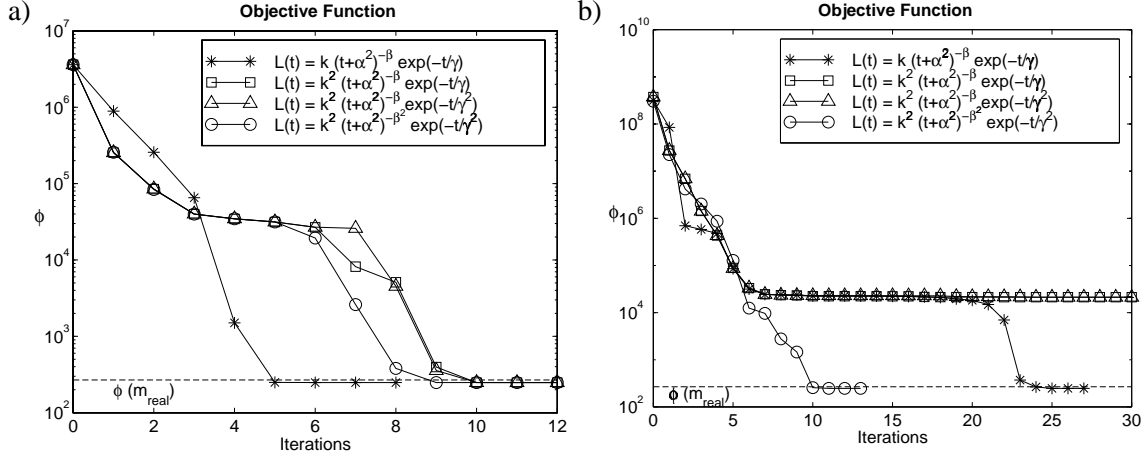 a)
Objective Function
10^7
10^6
10^5
10^4
10^3
10^2
ϕ
L(t) = k (t+α^2)^−β exp(−t/γ)
L(t) = k^2 (t+α^2)^−β exp(−t/γ)
L(t) = k^2 (t+α^2)^−β exp(−t/γ^2)
L(t) = k^2 (t+α^2)^−β^2 exp(−t/γ^2)
ϕ (m_real)
0 2 4 6 8 10 12
Iterations
b)
Objective Function
10^10
10^8
10^6
10^4
10^2
ϕ
L(t) = k (t+α^2)^−β exp(−t/γ)
L(t) = k^2 (t+α^2)^−β exp(−t/γ)
L(t) = k^2 (t+α^2)^−β exp(−t/γ^2)
L(t) = k^2 (t+α^2)^−β^2 exp(−t/γ^2)
ϕ (m_real)
0 5 10 15 20 25 30
Iterations